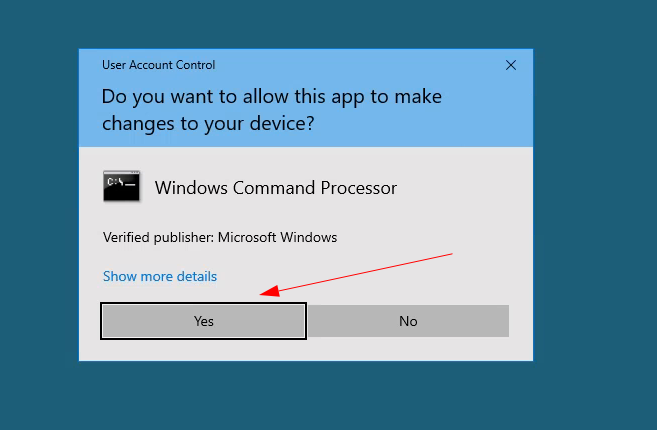 User Account Control
Do you want to allow this app to make
changes to your device?
C:\_
Windows Command Processor
Verified publisher: Microsoft Windows
Show more details
Yes
No